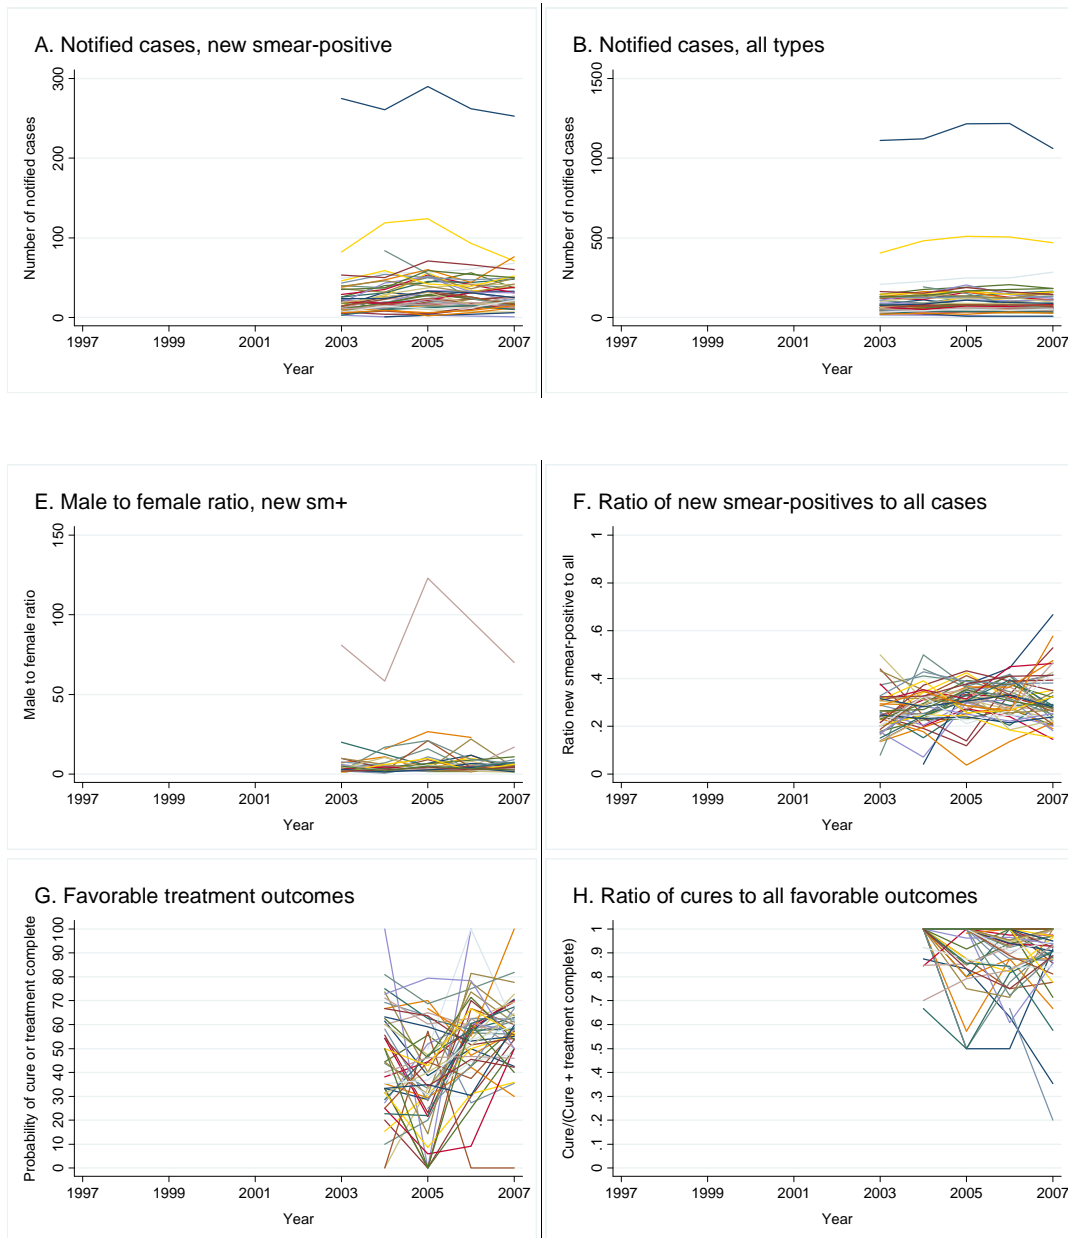 A. Notified cases, new smear-positive
Number of notified cases
300
200
100
0
1997 1999 2001 2003 2005 2007
Year
B. Notified cases, all types
Number of notified cases
1500
1000
500
0
1997 1999 2001 2003 2005 2007
Year
E. Male to female ratio, new sm+
Male to female ratio
150
100
50
0
1997 1999 2001 2003 2005 2007
Year
F. Ratio of new smear-positives to all cases
Ratio new smear-positive to all
1
.8
.6
.4
.2
0
1997 1999 2001 2003 2005 2007
Year
G. Favorable treatment outcomes
Probability of cure or treatment complete
100
90
80
70
60
50
40
30
20
10
0
1997 1999 2001 2003 2005 2007
Year
H. Ratio of cures to all favorable outcomes
Cure/(Cure + treatment complete)
1
.9
.8
.7
.6
.5
.4
.3
.2
.1
0
1997 1999 2001 2003 2005 2007
Year